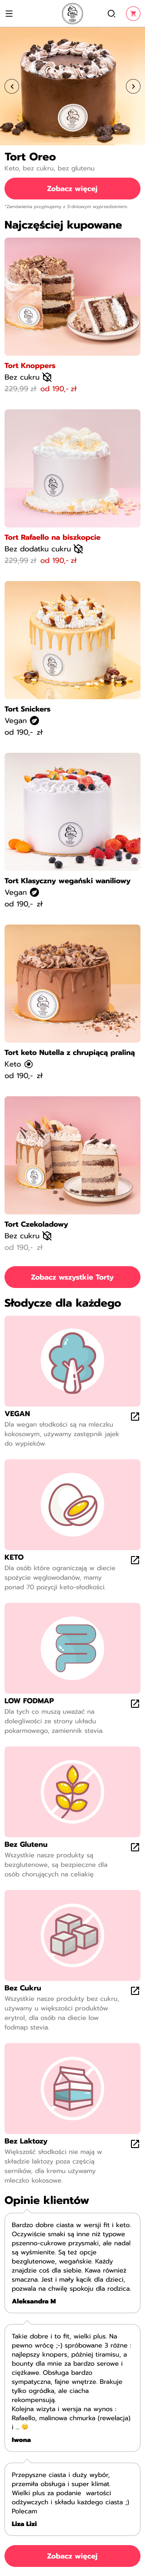 Tort Oreo
Keto, bez cukru, bez glutenu
Zobacz więcej
*Zamówienia przyjmujemy z 3-dniowym wyprzedzeniem.
Najczęściej kupowane
Tort Knoppers
Bez cukru
229,99 zł od 190,- zł
Tort Rafaello na biszkopcie
Bez dodatku cukru
229,99 zł od 190,- zł
Tort Snickers
Vegan
od 190,- zł
Tort Klasyczny wegański waniliowy
Vegan
od 190,- zł
Tort keto Nutella z chrupiącą praliną
Keto
od 190,- zł
Tort Czekoladowy
Bez cukru
od 190,- zł
Zobacz wszystkie Torty
Słodycze dla każdego
VEGAN
Dla wegan słodkości są na mleczku
kokosowym, używamy zastępnik jajek
do wypieków.
KETO
Dla osób które ograniczają w diecie
spożycie węglowodanów, mamy
ponad 70 pozycji keto-słodkości.
LOW FODMAP
Dla tych co muszą uważać na
dolegliwości ze strony układu
pokarmowego, zamiennik stevia.
Bez Glutenu
Wszystkie nasze produkty są
bezglutenowe, są bezpieczne dla
osób chorujących na celiakię
Bez Cukru
Wszystkie nasze produkty bez cukru,
używamy w większości produktów
erytrol, dla osób na diecie low
fodmap stevia.
Bez Laktozy
Większość słodkości nie mają w
składzie laktozy poza częścią
serników, dla kremu używamy
mleczko kokosowe.
Opinie klientów
Bardzo dobre ciasta w wersji fit i keto.
Oczywiście smaki są inne niż typowe
pszenno-cukrowe przysmaki, ale nadal
są wyśmienite. Są też opcje
bezglutenowe, wegańskie. Każdy
znajdzie coś dla siebie. Kawa również
smaczna. Jest i mały kącik dla dzieci,
pozwala na chwilę spokoju dla rodzica.
Aleksandra M
Takie dobre i to fit, wielki plus. Na
pewno wrócę ;-) spróbowane 3 różne :
najlepszy knopers, później tiramisu, a
bounty dla mnie za bardzo serowe i
ciężkawe. Obsługa bardzo
sympatyczna, fajne wnętrze. Brakuje
tylko ogródka, ale ciacha
rekompensują.
Kolejna wizyta i wersja na wynos :
Rafaello, malinowa chmurka (rewelacja)
i ... 😁
Iwona
Przepyszne ciasta i duży wybór,
przemiła obsługa i super klimat.
Wielki plus za podanie wartości
odżywczych i składu każdego ciasta ;)
Polecam
Liza Lizi
Zobacz więcej